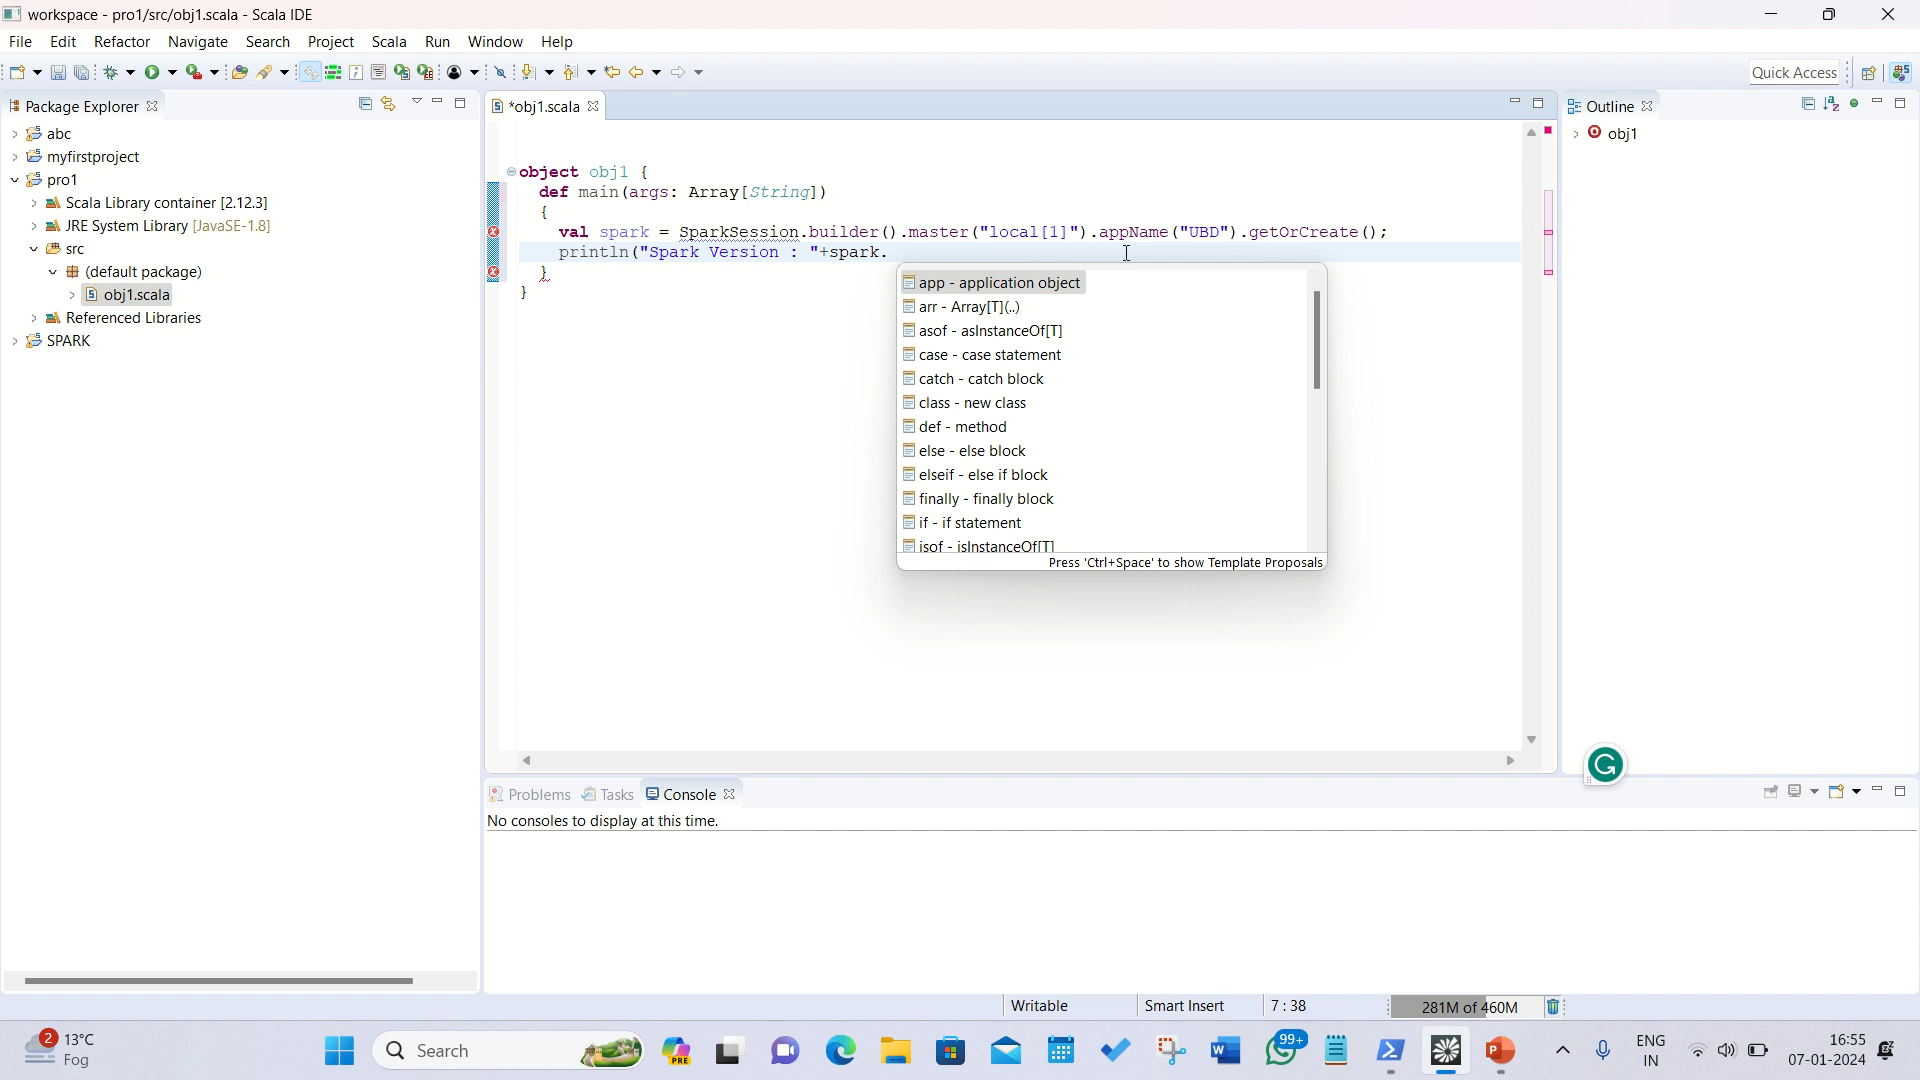 workspace - pro1/src/obj1.scala - Scala IDE
File Edit Refactor Navigate Search Project Scala Run Window Help
Quick Access
Package Explorer
*obj1.scala
Outline
abc
myfirstproject
pro1
Scala Library container [2.12.3]
JRE System Library [JavaSE-1.8]
src
(default package)
obj1.scala
Referenced Libraries
SPARK
object obj1 {
def main(args: Array[String])
{
val spark = SparkSession.builder().master("local[1]").appName("UBD").getOrCreate();
println("Spark Version : "+spark.
}
}
app - application object
arr - Array[T](..)
asof - asInstanceOf[T]
case - case statement
catch - catch block
class - new class
def - method
else - else block
elseif - else if block
finally - finally block
if - if statement
isof - isInstanceOf[T]
Press 'Ctrl+Space' to show Template Proposals
obj1
Problems Tasks Console
No consoles to display at this time.
Writable Smart Insert 7 : 38 281M of 460M
2 13°C
Fog
Search
PRE
99+
ENG
IN
16:55
07-01-2024